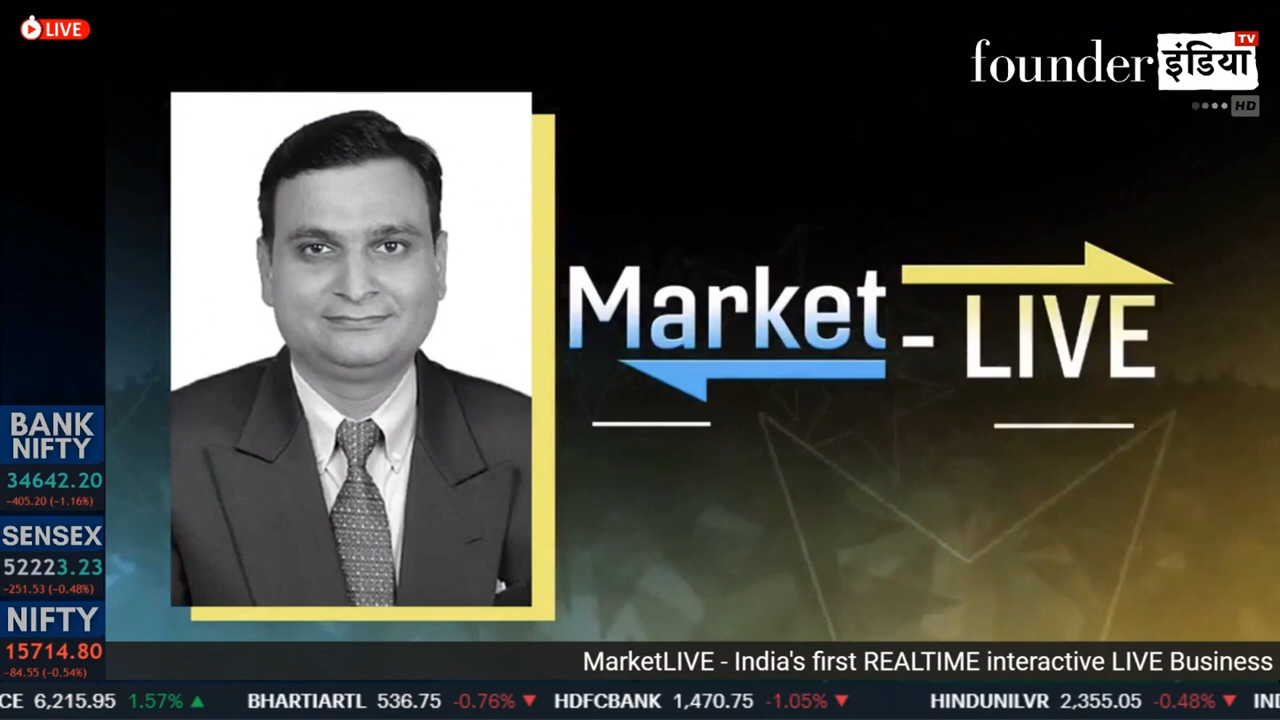 LIVE
founder इंडिया TV
HD
Market
- LIVE
BANK
NIFTY
34642.20
-405.20 (-1.16%)
SENSEX
52223.23
-251.53 (-0.48%)
NIFTY
15714.80
-84.55 (-0.54%)
MarketLIVE - India's first REALTIME interactive LIVE Business
CE 6,215.95 1.57% ▲ BHARTIARTL 536.75 -0.76% ▼ HDFCBANK 1,470.75 -1.05% ▼ HINDUNILVR 2,355.05 -0.48% ▼ IN